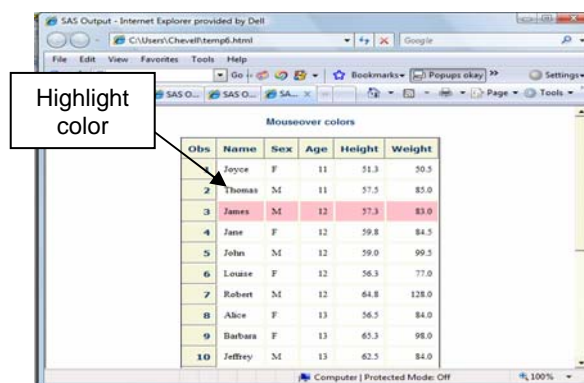 SAS Output - Internet Explorer provided by Dell
C:\Users\Chevell\temp6.html
Google
File Edit View Favorites Tools Help
Go Bookmarks Popups okay >> Settings
SAS O... SAS O... SA... X Page Tools
Highlight
color
Mouseover colors
Obs Name Sex Age Height Weight
1 Joyce F 11 51.3 50.5
2 Thomas M 11 57.5 85.0
3 James M 12 57.3 83.0
4 Jane F 12 59.8 84.5
5 John M 12 59.0 99.5
6 Louise F 12 56.3 77.0
7 Robert M 12 64.8 128.0
8 Alice F 13 56.5 84.0
9 Barbara F 13 65.3 98.0
10 Jeffrey M 13 62.5 84.0
Computer | Protected Mode: Off 100%